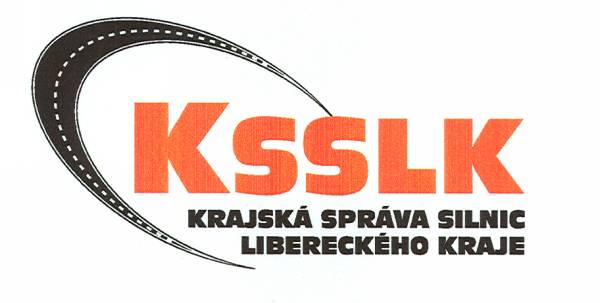 KSSLK
KRAJSKÁ SPRÁVA SILNIC
LIBERECKÉHO KRAJE